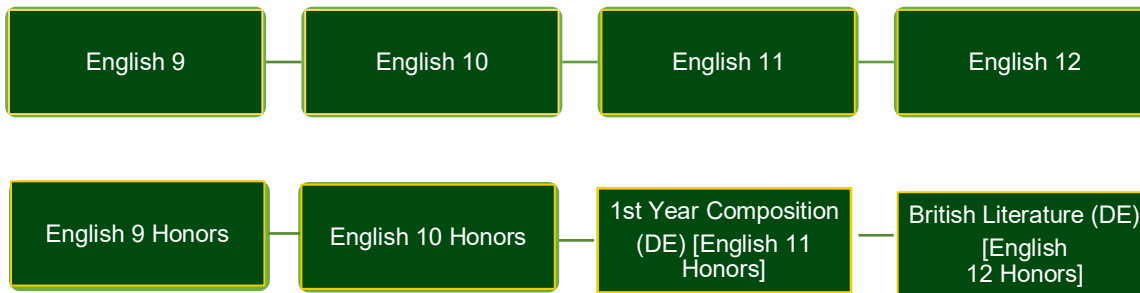 English 9
English 10
English 11
English 12
English 9 Honors
English 10 Honors
1st Year Composition
(DE) [English 11
Honors]
British Literature (DE)
[English
12 Honors]